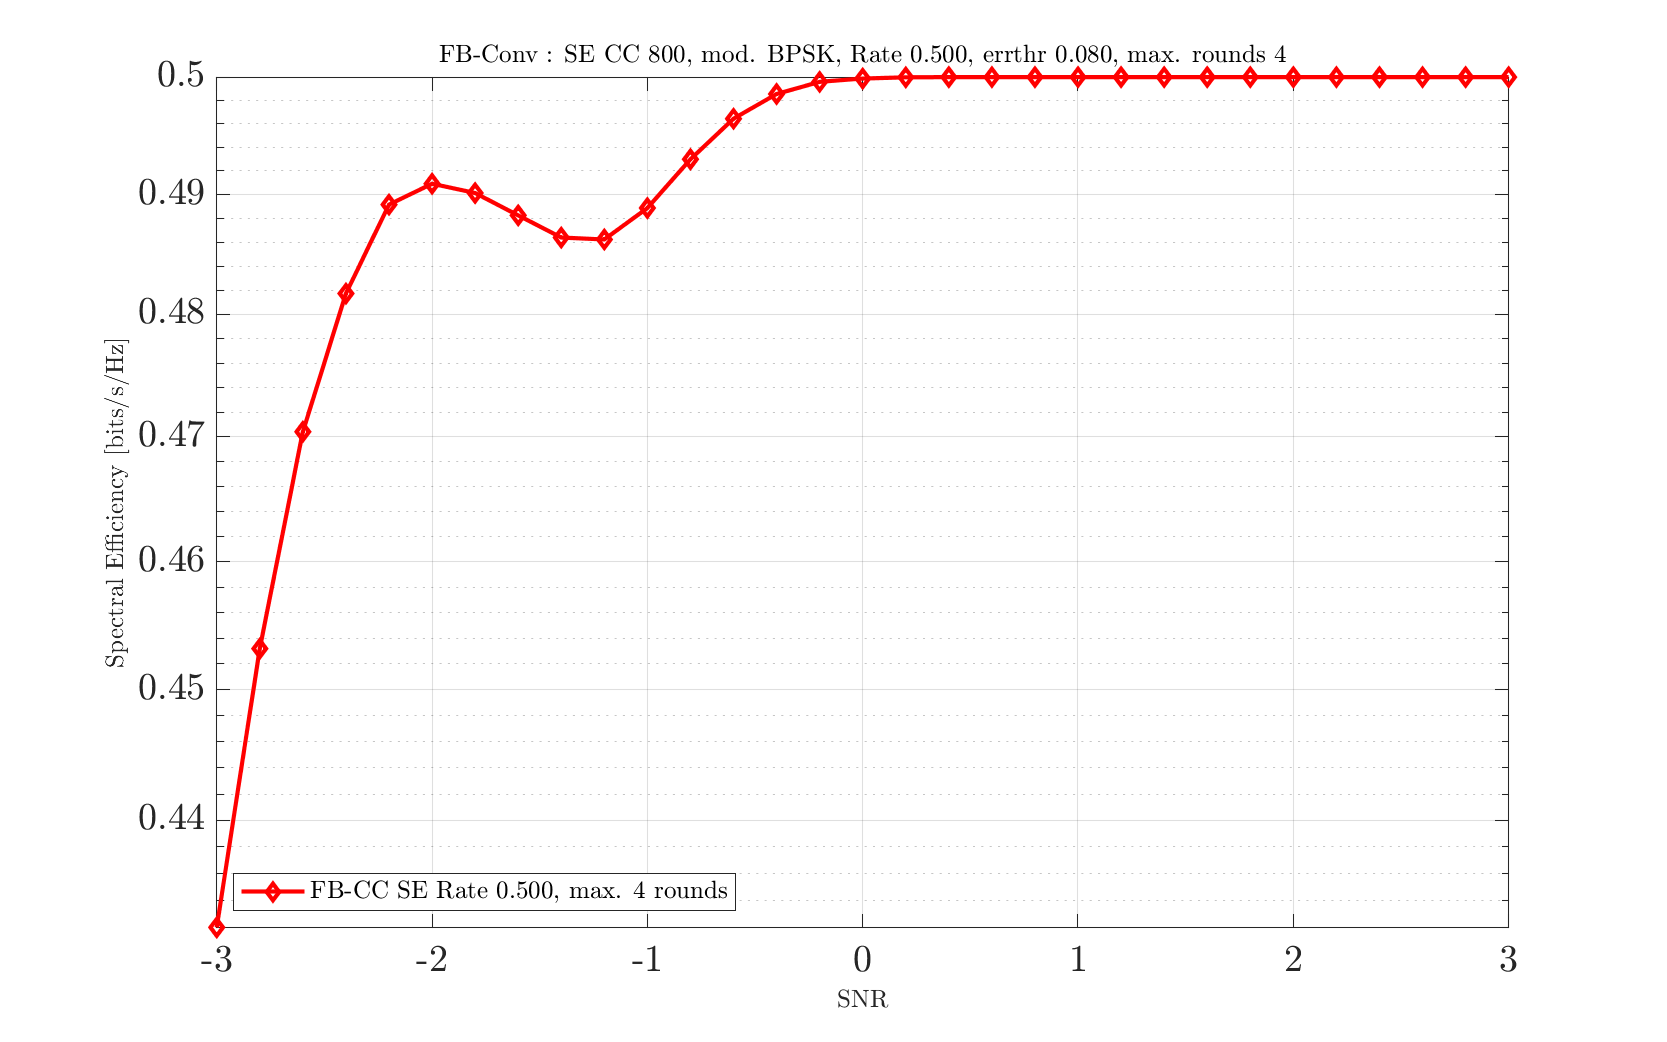 FB-Conv : SE CC 800, mod. BPSK, Rate 0.500, errthr 0.080, max. rounds 4
0.5
0.49
0.48
0.47
0.46
0.45
0.44
Spectral Efficiency [bits/s/Hz]
FB-CC SE Rate 0.500, max. 4 rounds
-3 -2 -1 0 1 2 3
SNR